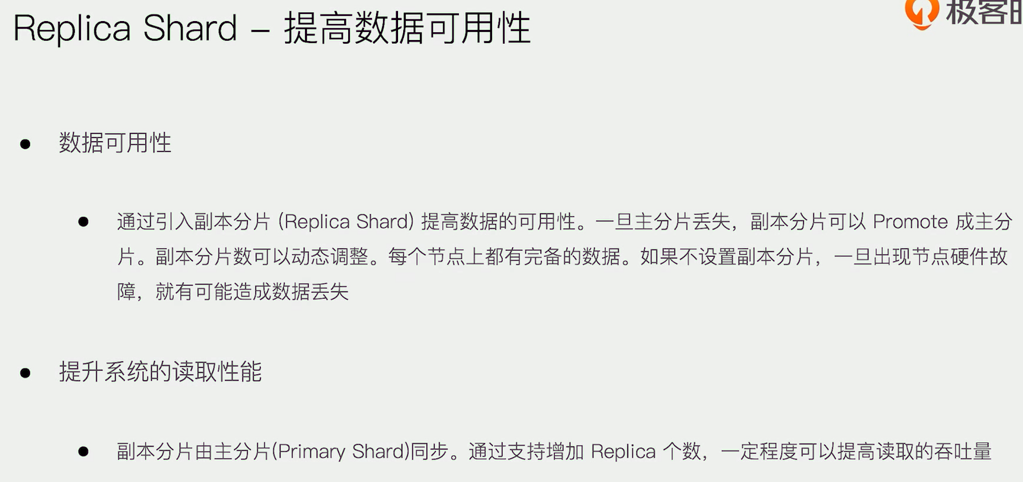 Replica Shard – 提高数据可用性
极客
● 数据可用性
● 通过引入副本分片 (Replica Shard) 提高数据的可用性。一旦主分片丢失，副本分片可以 Promote 成主分
片。副本分片数可以动态调整。每个节点上都有完备的数据。如果不设置副本分片，一旦出现节点硬件故
障，就有可能造成数据丢失
● 提升系统的读取性能
● 副本分片由主分片(Primary Shard)同步。通过支持增加 Replica 个数，一定程度可以提高读取的吞吐量